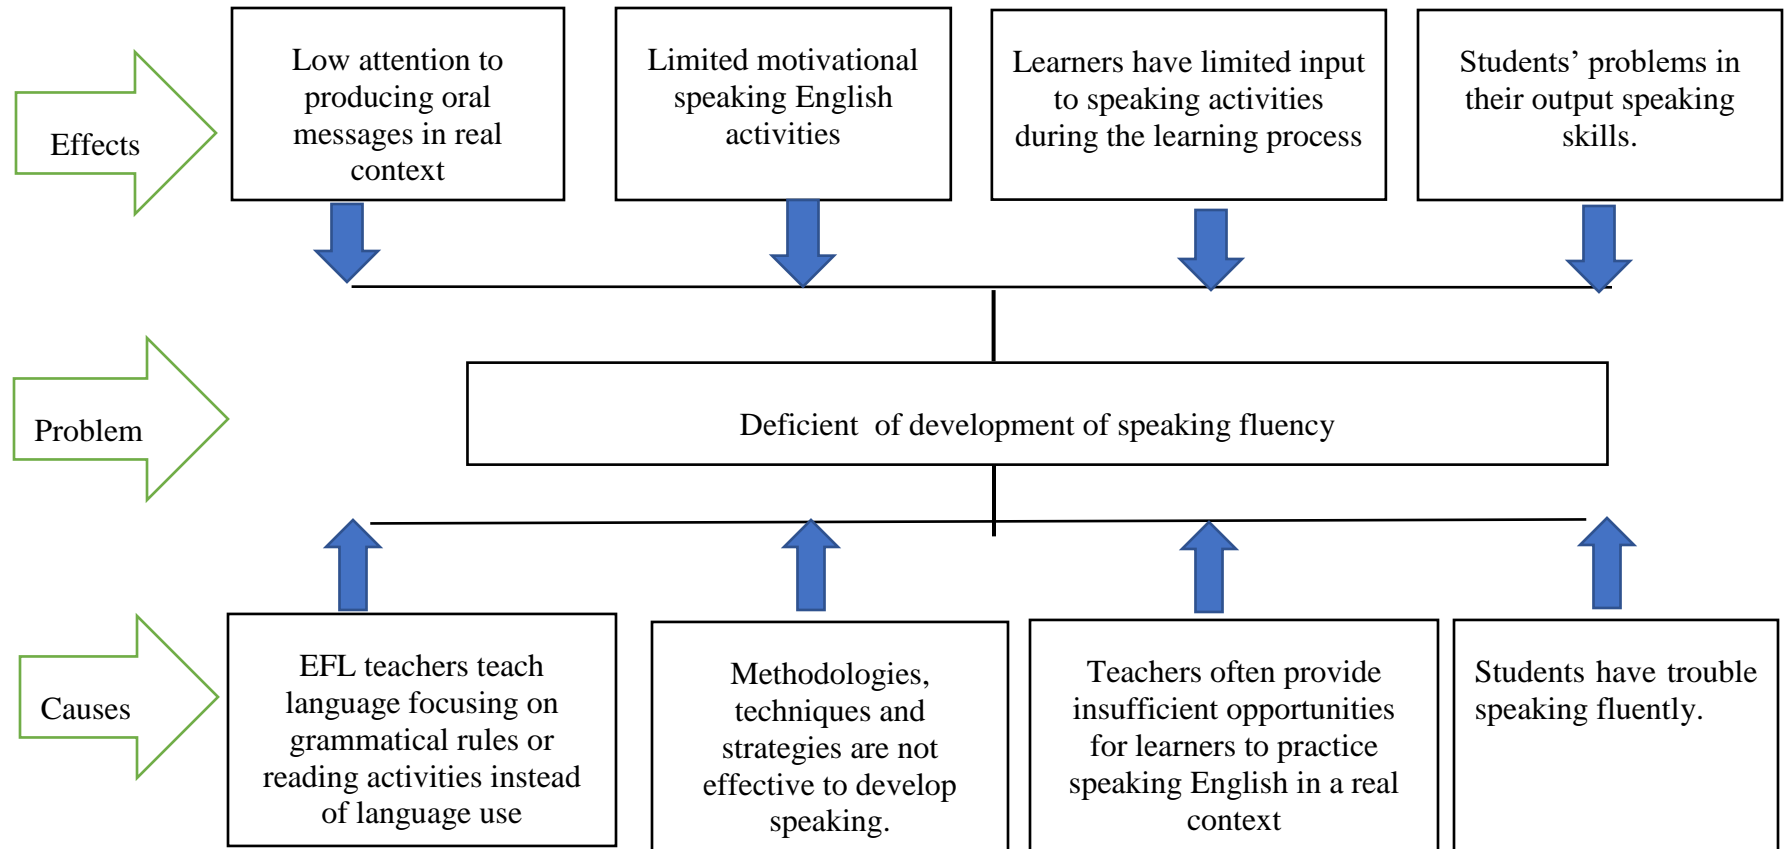 Effects
Low attention to
producing oral
messages in real
context
Limited motivational
speaking English
activities
Learners have limited input
to speaking activities
during the learning process
Students’ problems in
their output speaking
skills.
Problem
Deficient  of development of speaking fluency
Causes
EFL teachers teach
language focusing on
grammatical rules or
reading activities instead
of language use
Methodologies,
techniques and
strategies are not
effective to develop
speaking.
Teachers often provide
insufficient opportunities
for learners to practice
speaking English in a real
context
Students have trouble
speaking fluently.